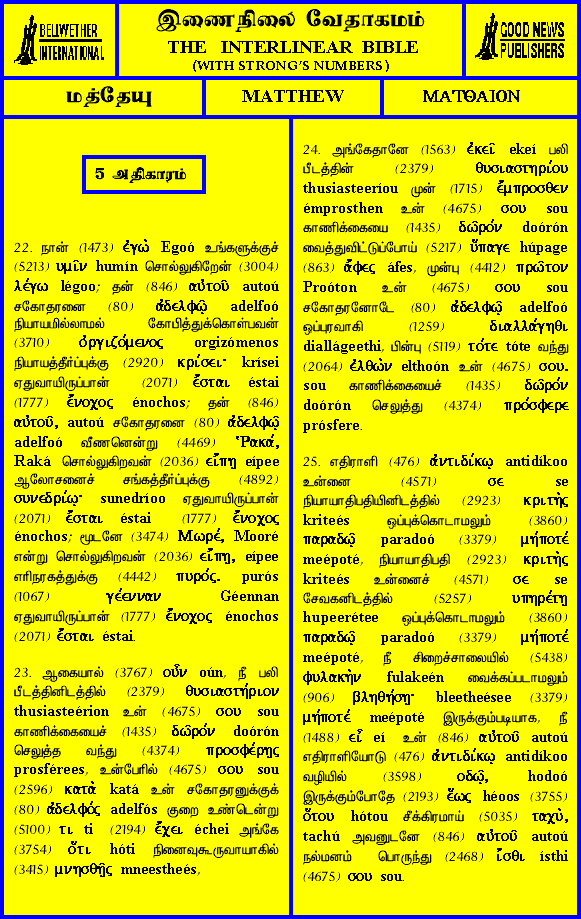 BELLWETHER
INTERNATIONAL
இணைநிலை வேதாகமம்
THE INTERLINEAR BIBLE
(WITH STRONG'S NUMBERS)
GOOD NEWS
PUBLISHERS
மத்தேயு
MATTHEW
ΜΑΤΘΑΙΟΝ
5 அதிகாரம்
22. நான் (1473) ἐγὼ Egoó உங்களுக்குச்
(5213) υμῖν humín சொல்லுகிறேன் (3004)
λέγω légoo; தன் (846) αὐτοῦ autoú
சகோதரனை (80) ἀδελφῷ adelfoó
நியாயமில்லாமல் கோபித்துக்கொள்பவன்
(3710) ὀργιζόμενος orgizómenos
நியாயத்தீர்ப்புக்கு (2920) κρίσει· krísei
ஏதுவாயிருப்பான் (2071) ἔσται éstai
(1777) ἔνοχος énochos; தன் (846)
αὐτοῦ, autoú சகோதரனை (80) ἀδελφῷ
adelfoó வீணனென்று (4469) Ῥακά,
Raká சொல்லுகிறவன் (2036) εἴπῃ eípee
ஆலோசனைச் சங்கத்தீர்ப்புக்கு (4892)
συνεδρίῳ· sunedríoo ஏதுவாயிருப்பான்
(2071) ἔσται éstai (1777) ἔνοχος
énochos; மூடனே (3474) Μωρέ, Mooré
என்று சொல்லுகிறவன் (2036) εἴπῃ, eípee
எரிநரகத்துக்கு (4442) πυρός. purós
(1067) γέενναν Géennan
ஏதுவாயிருப்பான் (1777) ἔνοχος énochos
(2071) ἔσται éstai.
23. ஆகையால் (3767) οὖν oún, நீ பலி
பீடத்தினிடத்தில் (2379) θυσιαστήριον
thusiasteérion உன் (4675) σου sou
காணிக்கையைச் (1435) δῶρόν doórón
செலுத்த வந்து (4374) προσφέρῃς
prosférees, உன்பேரில் (4675) σου sou
(2596) κατὰ katá உன் சகோதரனுக்குக்
(80) ἀδελφός adelfós குறை உண்டென்று
(5100) τι ti (2194) ἔχει échei அங்கே
(3754) ὅτι hóti நினைவுகூருவாயாகில்
(3415) μνησθῇς mneestheés,
24. அங்கேதானே (1563) ἐκεῖ ekeí பலி
பீடத்தின் (2379) θυσιαστηρίου
thusiasteeríou முன் (1715) ἔμπροσθεν
émprosthen உன் (4675) σου sou
காணிக்கையை (1435) δῶρόν doórón
வைத்துவிட்டுப்போய் (5217) ὕπαγε húpage
(863) ἄφες áfes, முன்பு (4412) πρῶτον
Proóton உன் (4675) σου sou
சகோதரனோடே (80) ἀδελφῷ adelfoó
ஒப்புரவாகி (1259) διαλλάγηθι
diallágeethi, பின்பு (5119) τότε tóte வந்து
(2064) ἐλθὼν elthoón உன் (4675) σου.
sou காணிக்கையைச் (1435) δῶρόν
doórón செலுத்து (4374) πρόσφερε
prósfere.
25. எதிராளி (476) ἀντιδίκῳ antidíkoo
உன்னை (4571) σε se
நியாயாதிபதியினிடத்தில் (2923) κριτὴς
kriteés ஒப்புக்கொடாமலும் (3860)
παραδῷ paradoó (3379) μήποτέ
meépoté, நியாயாதிபதி (2923) κριτὴς
kriteés உன்னைச் (4571) σε se
சேவகனிடத்தில் (5257) υπηρέτῃ
hupeerétee ஒப்புக்கொடாமலும் (3860)
παραδῷ paradoó (3379) μήποτέ
meépoté, நீ சிறைச்சாலையில் (5438)
φυλακὴν fulakeén வைக்கப்படாமலும்
(906) βληθήσῃ· bleetheésee (3379)
μήποτέ meépoté இருக்கும்படியாக, நீ
(1488) εἶ eí உன் (846) αὐτοῦ autoú
எதிராளியோடு (476) ἀντιδίκῳ antidíkoo
வழியில் (3598) οδῷ, hodoó
இருக்கும்போதே (2193) ἕως héoos (3755)
ὅτου hótou சீக்கிரமாய் (5035) ταχὺ,
tachú அவனுடனே (846) αὐτοῦ autoú
நல்மனம் பொருந்து (2468) ἴσθι ísthi
(4675) σου sou.